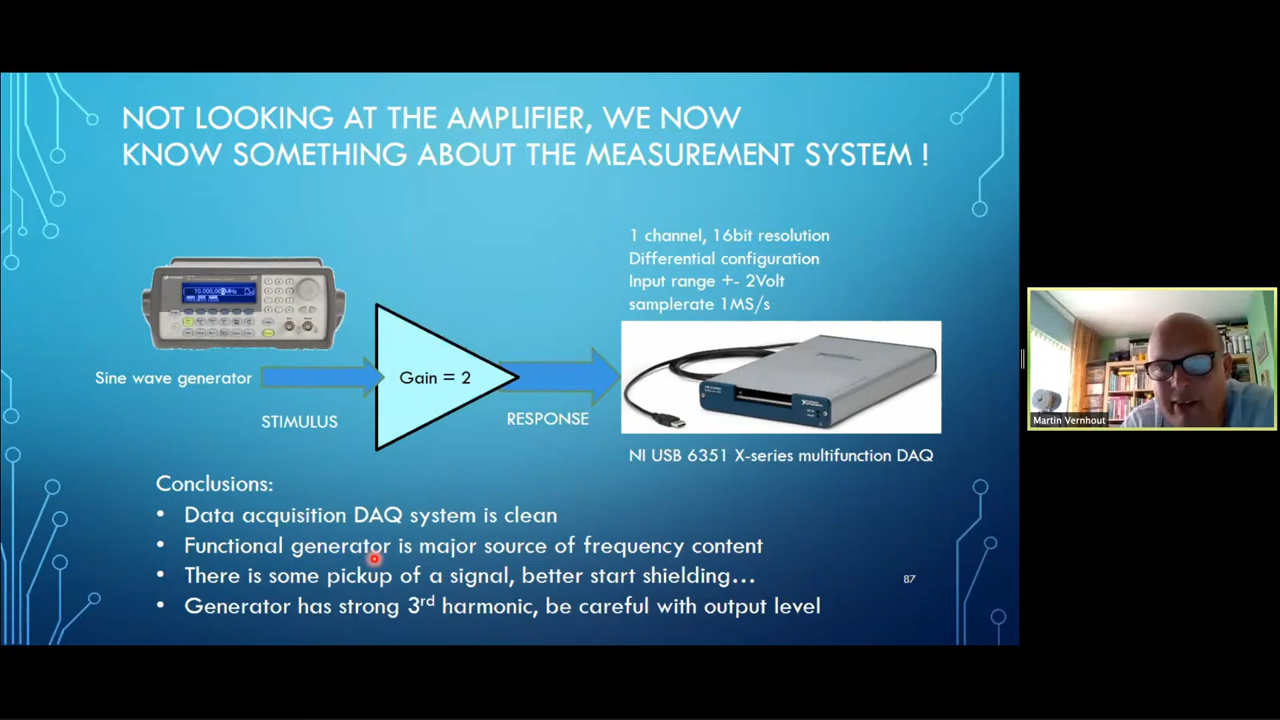 NOT LOOKING AT THE AMPLIFIER, WE NOW
KNOW SOMETHING ABOUT THE MEASUREMENT SYSTEM !
1 channel, 16bit resolution
Differential configuration
Input range +- 2Volt
samplerate 1MS/s
Sine wave generator
Gain = 2
STIMULUS
RESPONSE
NI USB 6351 X-series multifunction DAQ
Conclusions:
• Data acquisition DAQ system is clean
• Functional generator is major source of frequency content
• There is some pickup of a signal, better start shielding...
• Generator has strong 3rd harmonic, be careful with output level
87
Martin Vernhout